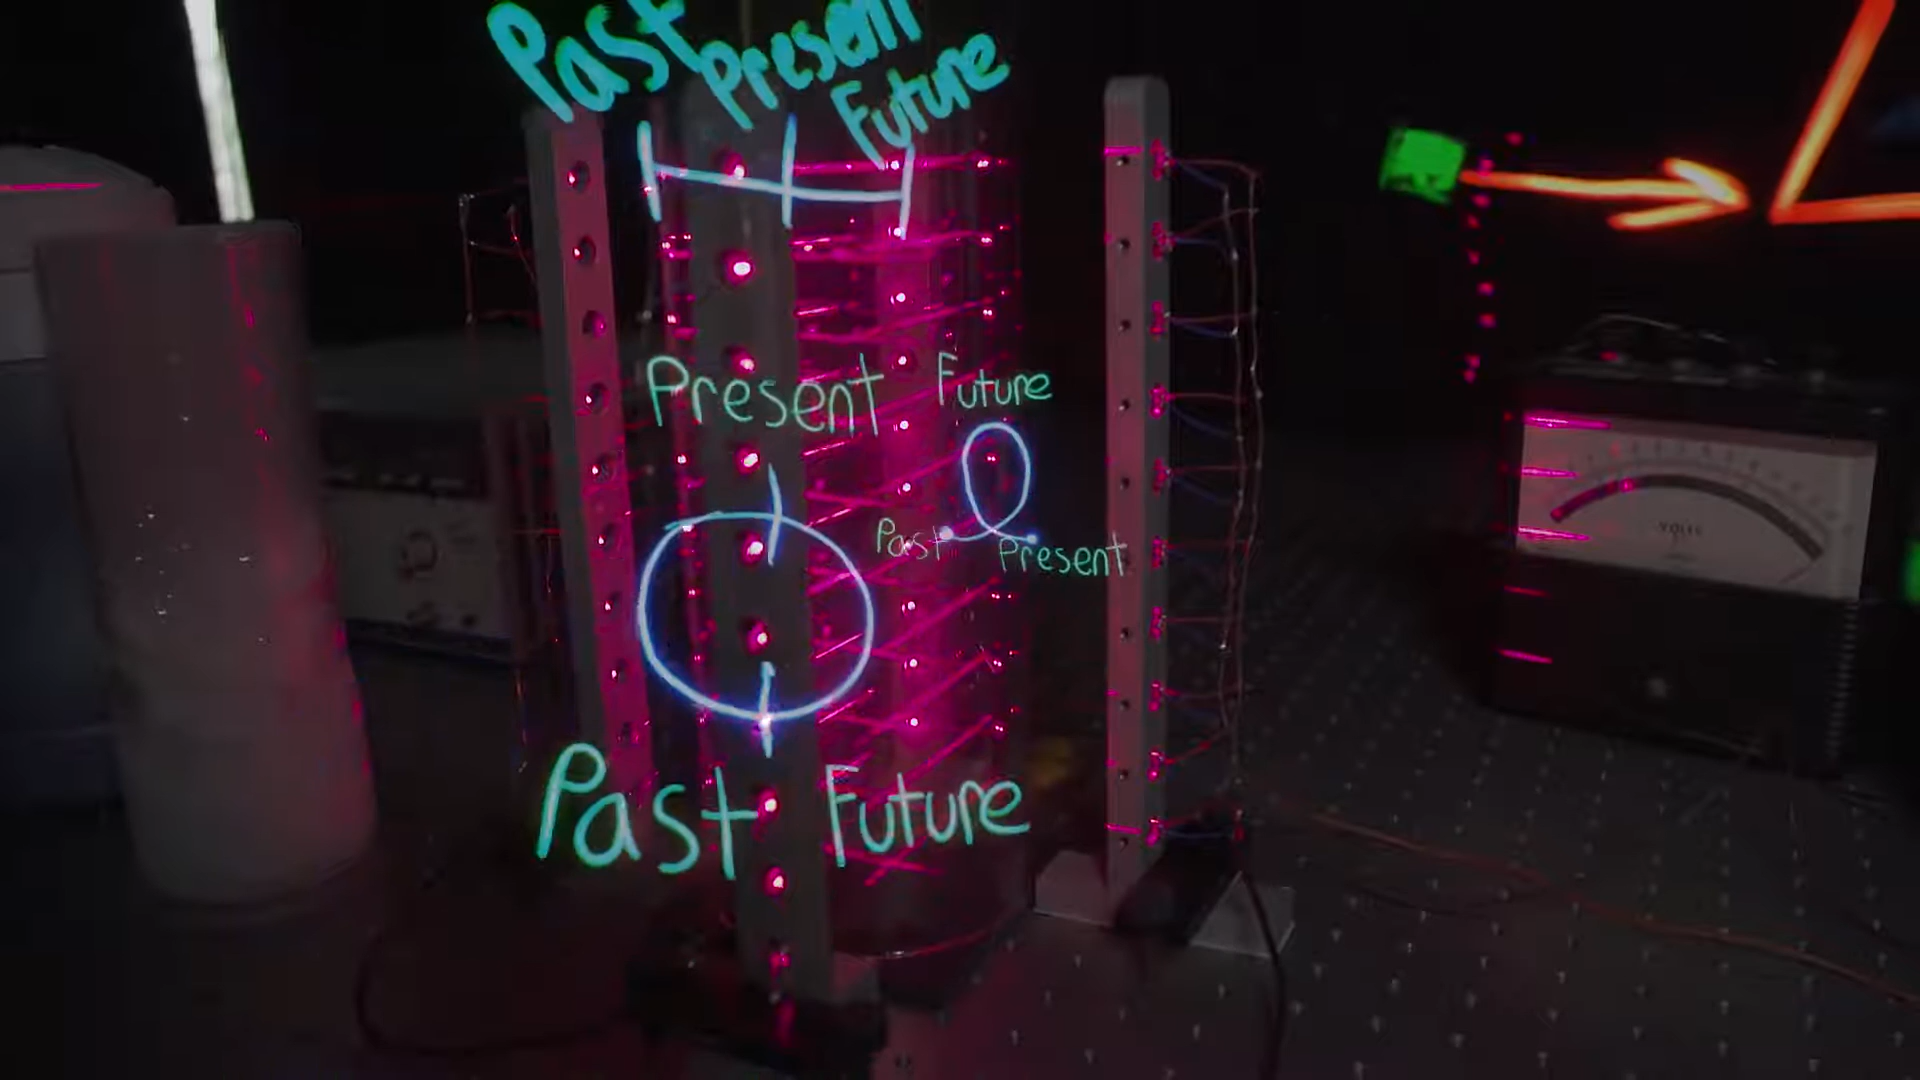 Past
Present
Future
Present
Future
Past
Present
Past Future
VOLTS